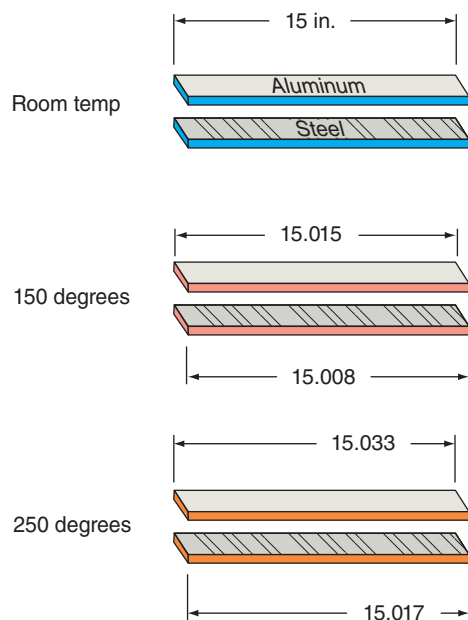 15 in.
Aluminum
Room temp
Steel
15.015
150 degrees
15.008
15.033
250 degrees
15.017